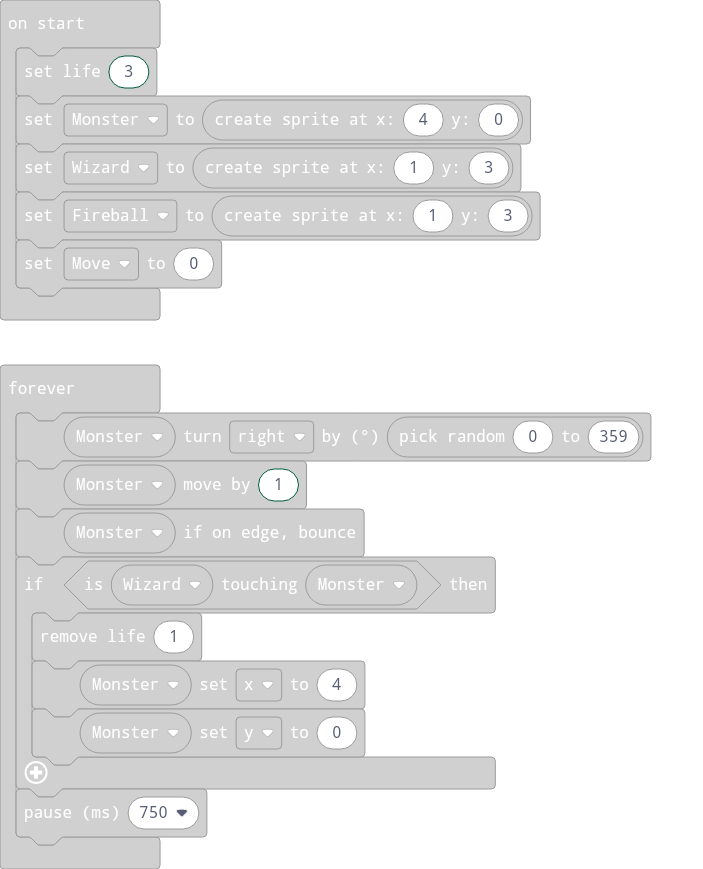 on start
set life 3
set Monster to create sprite at x: 4 y: 0
set Wizard to create sprite at x: 1 y: 3
set Fireball to create sprite at x: 1 y: 3
set Move to 0
forever
Monster turn right by (°) pick random 0 to 359
Monster move by 1
Monster if on edge, bounce
if is Wizard touching Monster then
remove life 1
Monster set x to 4
Monster set y to 0
pause (ms) 750